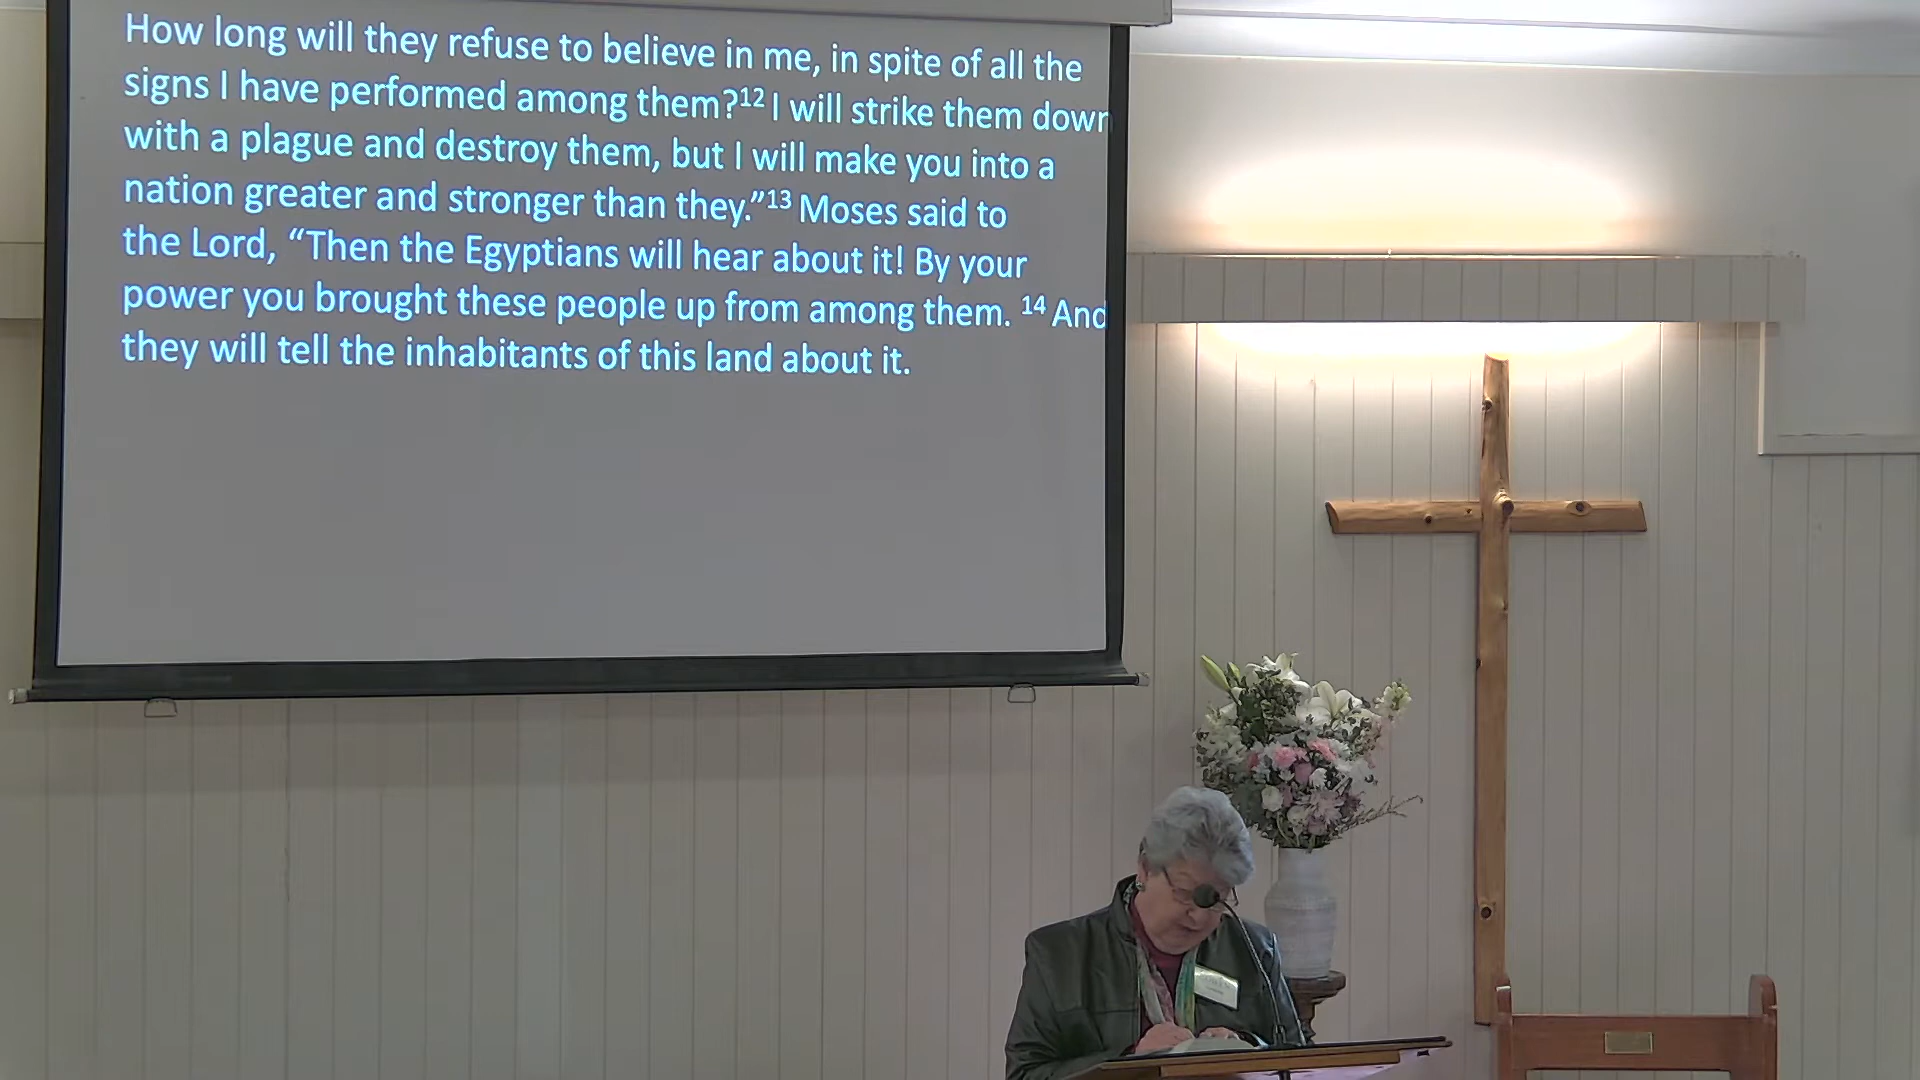 How long will they refuse to believe in me, in spite of all the
signs I have performed among them?¹² I will strike them down
with a plague and destroy them, but I will make you into a
nation greater and stronger than they.”¹³ Moses said to
the Lord, “Then the Egyptians will hear about it! By your
power you brought these people up from among them. ¹⁴ And
they will tell the inhabitants of this land about it.